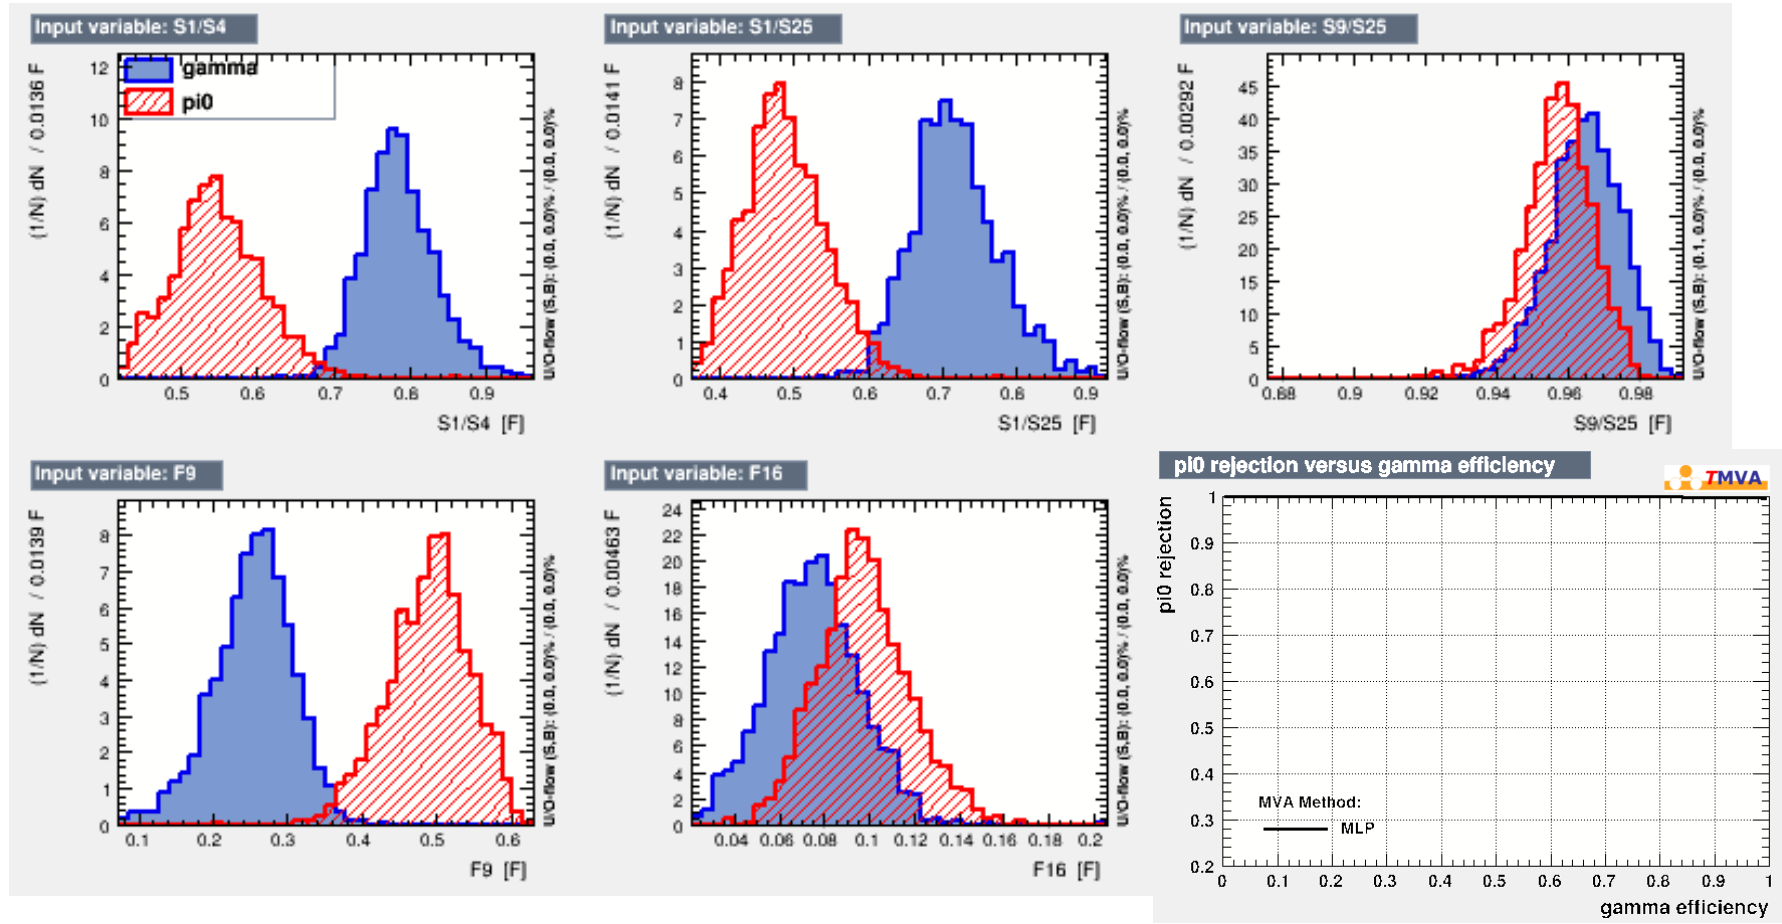 Input variable: S1/S4
(1/N) dN / 0.0136 F
12
10
8
6
4
2
0
gamma
pi0
0.5 0.6 0.7 0.8 0.9
S1/S4 [F]
U/O-flow (S,B): (0.0, 0.0)% / (0.0, 0.0)%
Input variable: S1/S25
(1/N) dN / 0.0141 F
8
7
6
5
4
3
2
1
0
0.4 0.5 0.6 0.7 0.8 0.9
S1/S25 [F]
U/O-flow (S,B): (0.0, 0.0)% / (0.0, 0.0)%
Input variable: S9/S25
(1/N) dN / 0.00292 F
45
40
35
30
25
20
15
10
5
0
0.88 0.9 0.92 0.94 0.96 0.98
S9/S25 [F]
U/O-flow (S,B): (0.1, 0.0)% / (0.0, 0.0)%
Input variable: F9
(1/N) dN / 0.0139 F
8
7
6
5
4
3
2
1
0
0.1 0.2 0.3 0.4 0.5 0.6
F9 [F]
U/O-flow (S,B): (0.0, 0.0)% / (0.0, 0.0)%
Input variable: F16
(1/N) dN / 0.00463 F
24
22
20
18
16
14
12
10
8
6
4
2
0
0.04 0.06 0.08 0.1 0.12 0.14 0.16 0.18 0.2
F16 [F]
U/O-flow (S,B): (0.0, 0.0)% / (0.0, 0.0)%
pi0 rejection versus gamma efficiency
TMVA
pi0 rejection
1
0.9
0.8
0.7
0.6
0.5
0.4
0.3
0.2
MVA Method:
MLP
0 0.1 0.2 0.3 0.4 0.5 0.6 0.7 0.8 0.9 1
gamma efficiency